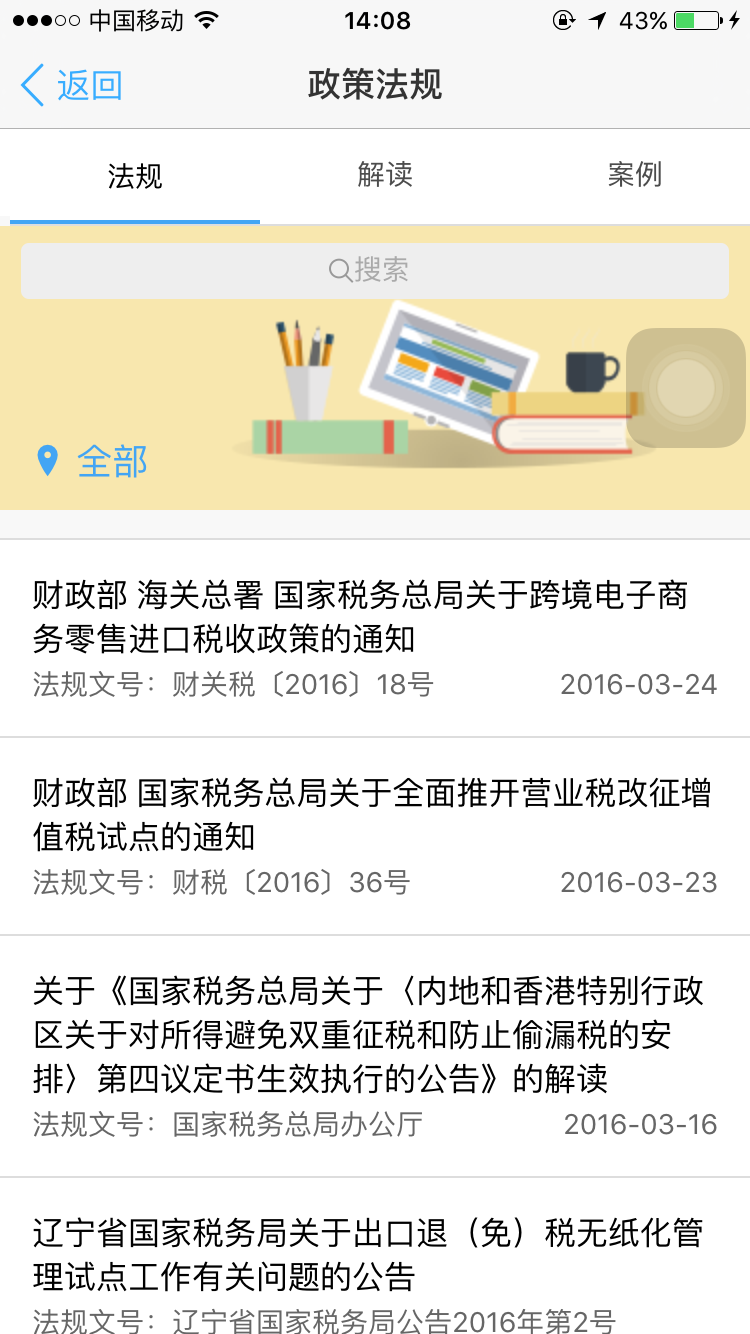 中国移动 14:08 43%
返回 政策法规
法规 解读 案例
搜索
全部
财政部 海关总署 国家税务总局关于跨境电子商
务零售进口税收政策的通知
法规文号：财关税〔2016〕18号 2016-03-24
财政部 国家税务总局关于全面推开营业税改征增
值税试点的通知
法规文号：财税〔2016〕36号 2016-03-23
关于《国家税务总局关于〈内地和香港特别行政
区关于对所得避免双重征税和防止偷漏税的安
排〉第四议定书生效执行的公告》的解读
法规文号：国家税务总局办公厅 2016-03-16
辽宁省国家税务局关于出口退（免）税无纸化管
理试点工作有关问题的公告
法规文号：辽宁省国家税务局公告2016年第2号